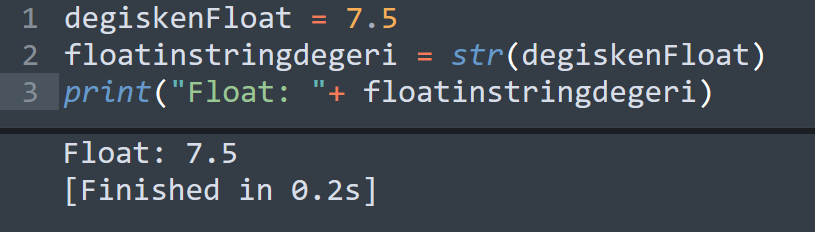 1 degiskenFloat = 7.5
2 floatinstringdegeri = str(degiskenFloat)
3 print("Float: "+ floatinstringdegeri)
Float: 7.5
[Finished in 0.2s]